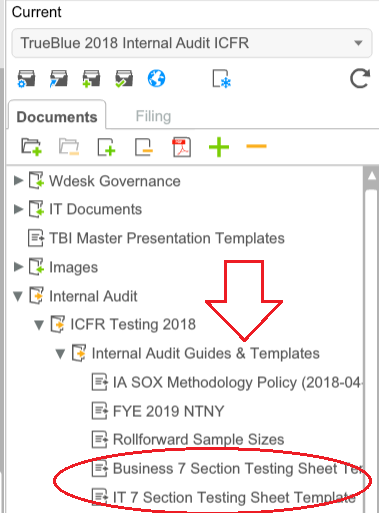 Current
TrueBlue 2018 Internal Audit ICFR
Documents Filing
Wdesk Governance
IT Documents
TBI Master Presentation Templates
Images
Internal Audit
ICFR Testing 2018
Internal Audit Guides & Templates
IA SOX Methodology Policy (2018-04-
FYE 2019 NTNY
Rollforward Sample Sizes
Business 7 Section Testing Sheet Ter
IT 7 Section Testing Sheet Template